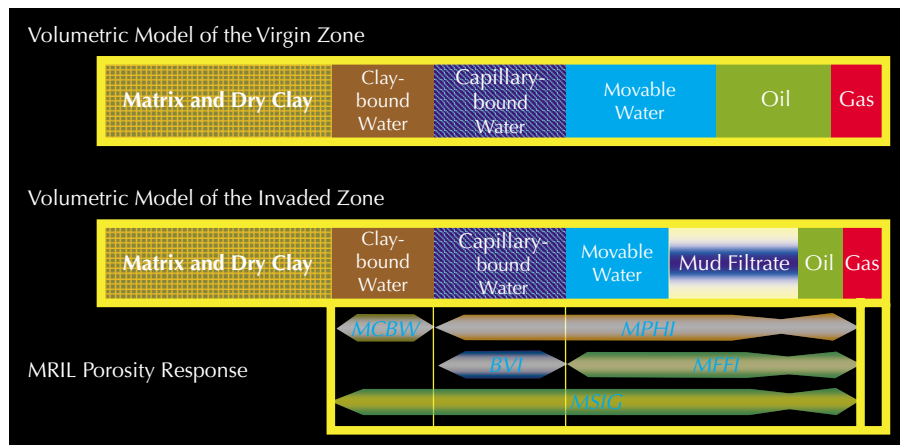 Volumetric Model of the Virgin Zone
Matrix and Dry Clay
Clay-
bound
Water
Capillary-
bound
Water
Movable
Water
Oil
Gas
Volumetric Model of the Invaded Zone
Matrix and Dry Clay
Clay-
bound
Water
Capillary-
bound
Water
Movable
Water
Mud Filtrate
Oil
Gas
MRIL Porosity Response
MCBW
MPHI
BVI
MFFI
MSIG